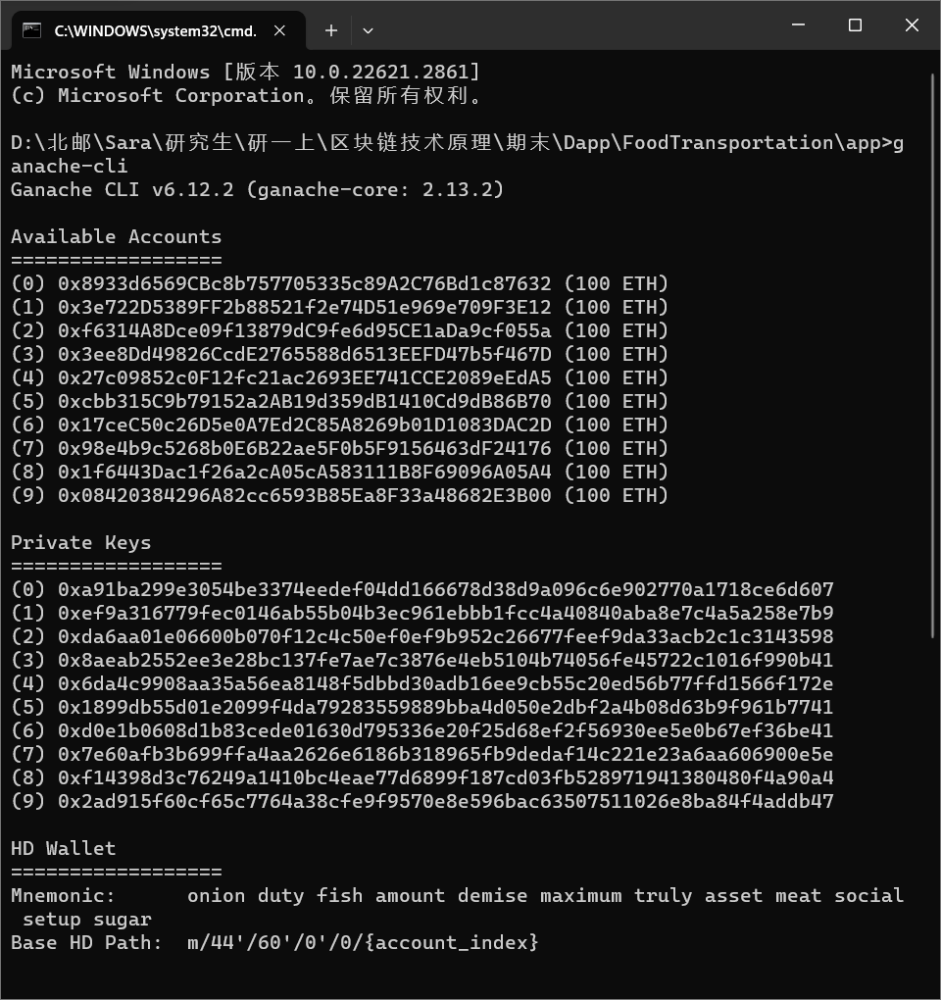 C:\WINDOWS\system32\cmd.
Microsoft Windows [版本 10.0.22621.2861]
(c) Microsoft Corporation。保留所有权利。
D:\北邮\Sara\研究生\研一上\区块链技术原理\期末\Dapp\FoodTransportation\app>g
anache-cli
Ganache CLI v6.12.2 (ganache-core: 2.13.2)
Available Accounts
==================
(0) 0x8933d6569CBc8b757705335c89A2C76Bd1c87632 (100 ETH)
(1) 0x3e722D5389FF2b88521f2e74D51e969e709F3E12 (100 ETH)
(2) 0xf6314A8Dce09f13879dC9fe6d95CE1aDa9cf055a (100 ETH)
(3) 0x3ee8Dd49826CcdE2765588d6513EEFD47b5f467D (100 ETH)
(4) 0x27c09852c0F12fc21ac2693EE741CCE2089eEdA5 (100 ETH)
(5) 0xcbb315C9b79152a2AB19d359dB1410Cd9dB86B70 (100 ETH)
(6) 0x17ceC50c26D5e0A7Ed2C85A8269b01D1083DAC2D (100 ETH)
(7) 0x98e4b9c5268b0E6B22ae5F0b5F9156463dF24176 (100 ETH)
(8) 0x1f6443Dac1f26a2cA05cA583111B8F69096A05A4 (100 ETH)
(9) 0x08420384296A82cc6593B85Ea8F33a48682E3B00 (100 ETH)
Private Keys
==================
(0) 0xa91ba299e3054be3374eedef04dd166678d38d9a096c6e902770a1718ce6d607
(1) 0xef9a316779fec0146ab55b04b3ec961ebbb1fcc4a40840aba8e7c4a5a258e7b9
(2) 0xda6aa01e06600b070f12c4c50ef0ef9b952c26677feef9da33acb2c1c3143598
(3) 0x8aeab2552ee3e28bc137fe7ae7c3876e4eb5104b74056fe45722c1016f990b41
(4) 0x6da4c9908aa35a56ea8148f5dbbd30adb16ee9cb55c20ed56b77ffd1566f172e
(5) 0x1899db55d01e2099f4da79283559889bba4d050e2dbf2a4b08d63b9f961b7741
(6) 0xd0e1b0608d1b83cede01630d795336e20f25d68ef2f56930ee5e0b67ef36be41
(7) 0x7e60afb3b699ffa4aa2626e6186b318965fb9dedaf14c221e23a6aa606900e5e
(8) 0xf14398d3c76249a1410bc4eae77d6899f187cd03fb528971941380480f4a90a4
(9) 0x2ad915f60cf65c7764a38cfe9f9570e8e596bac63507511026e8ba84f4addb47
HD Wallet
==================
Mnemonic:      onion duty fish amount demise maximum truly asset meat social
 setup sugar
Base HD Path:  m/44'/60'/0'/0/{account_index}